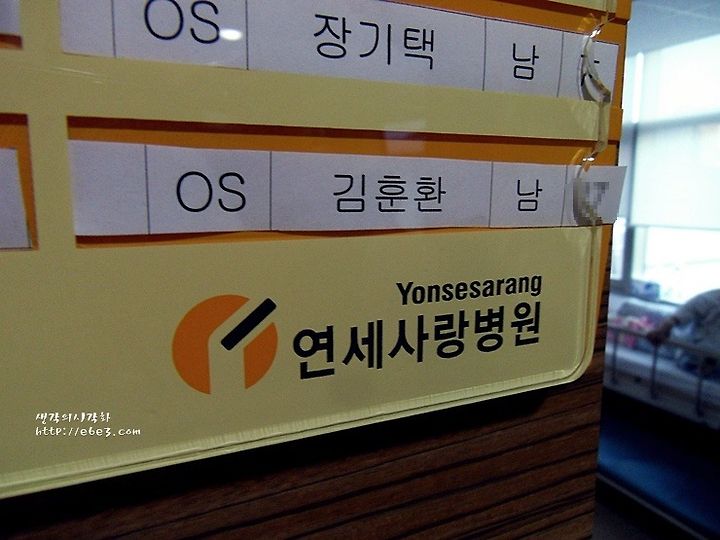 OS 장기택 남
OS 김훈환 남
Yonsesarang
연세사랑병원
생각의시각화
http://e6e3.com